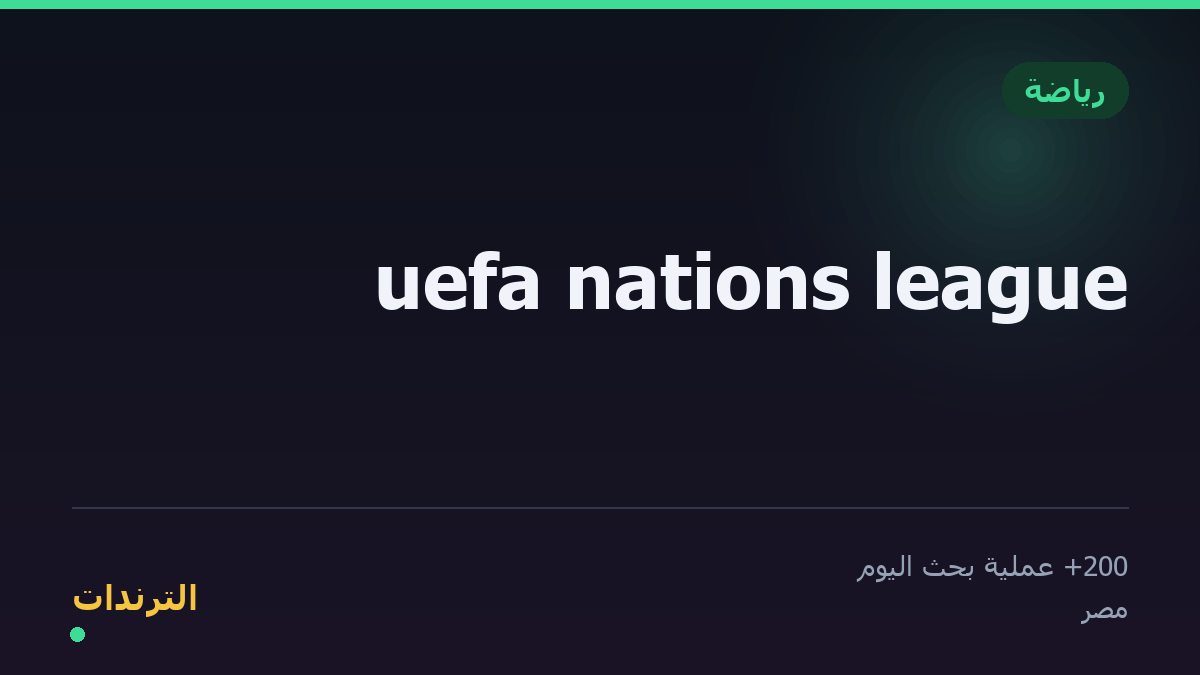 رياضة
uefa nations league
200+ عملية بحث اليوم
مصر
الترندات